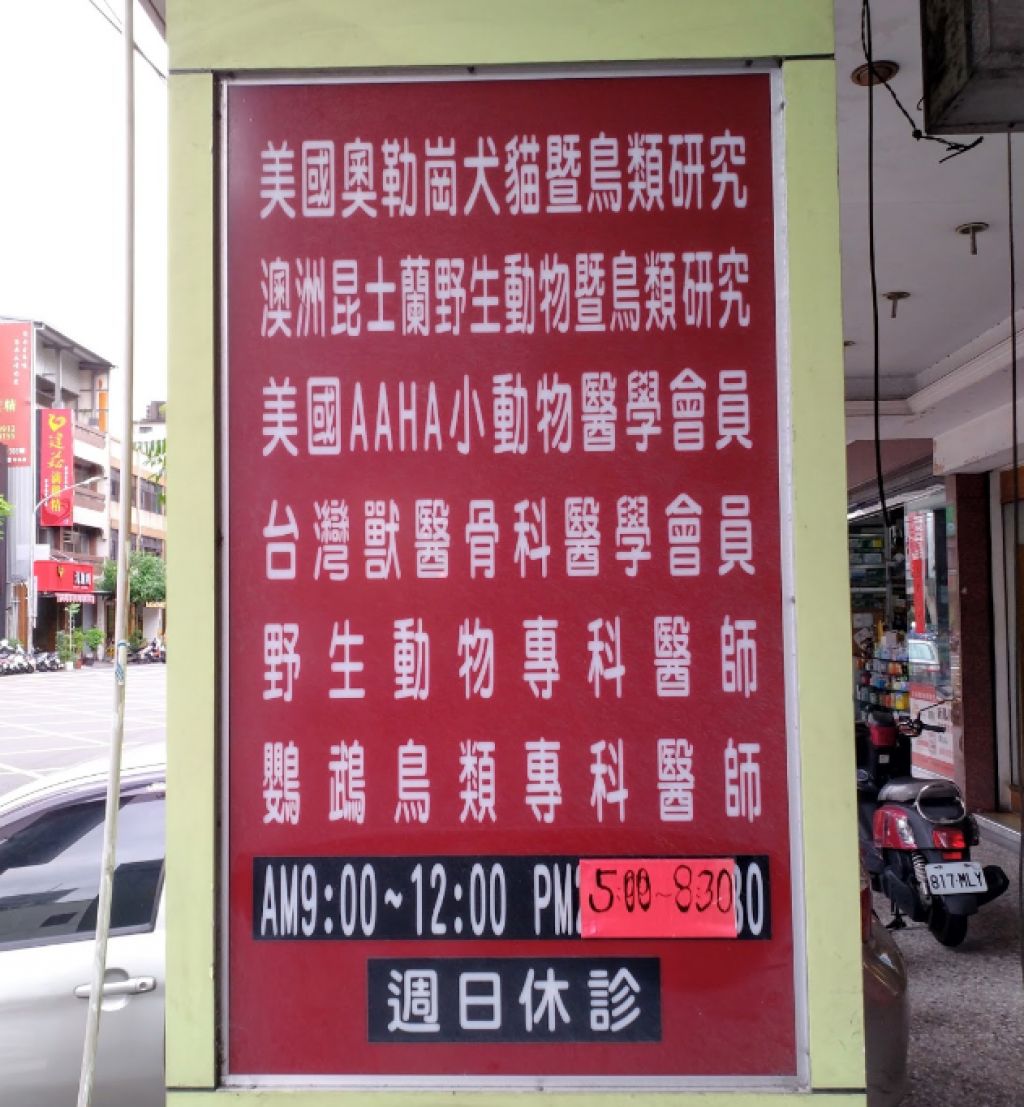 美國奧勒崗犬貓暨鳥類研究
澳洲昆士蘭野生動物暨鳥類研究
美國AAHA小動物醫學會員
台灣獸醫骨科醫學會員
野生動物專科醫師
鸚鵡鳥類專科醫師
AM9:00~12:00 PM 5:00~8:30
週日休診
817·MLY